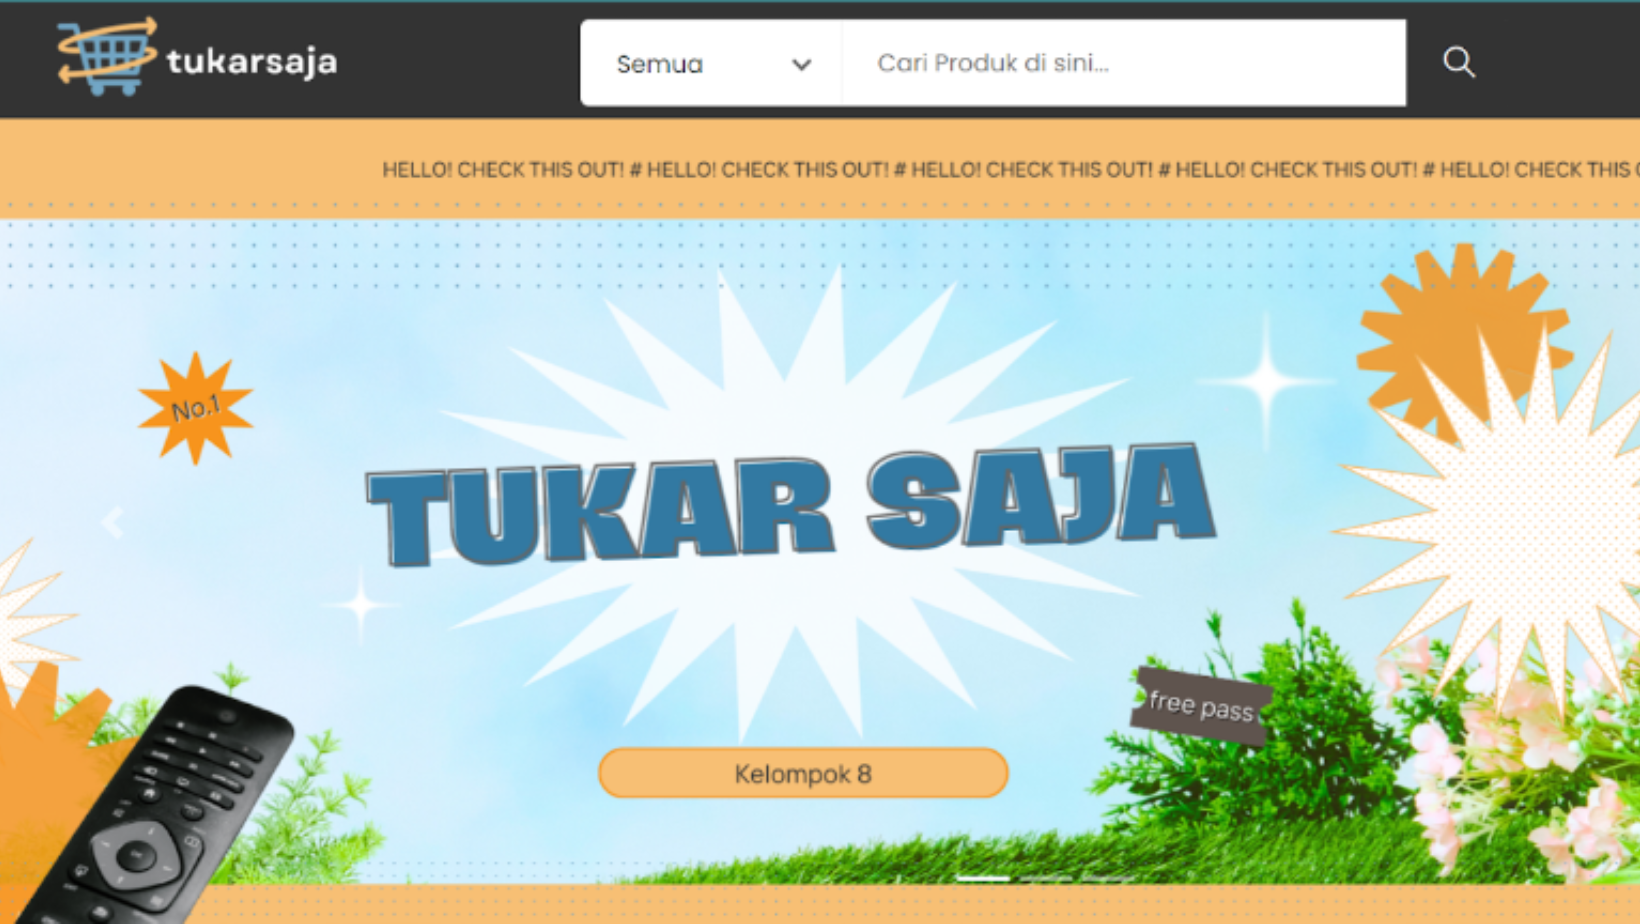 tukarsaja
Semua
Cari Produk di sini...
HELLO! CHECK THIS OUT! # HELLO! CHECK THIS OUT! # HELLO! CHECK THIS OUT! # HELLO! CHECK THIS OUT! # HELLO! CHECK THIS
No.1
TUKAR SAJA
free pass
Kelompok 8